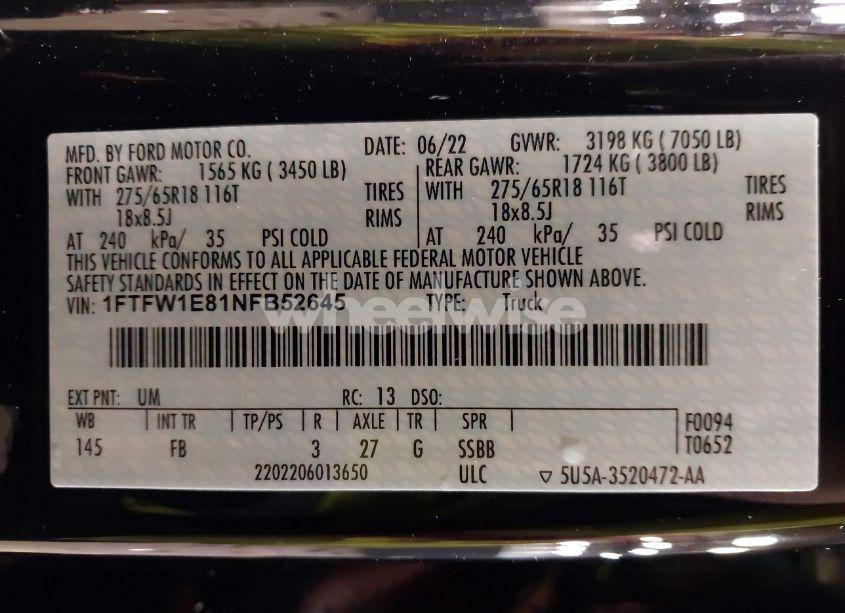 MFD. BY FORD MOTOR CO. DATE: 06/22 GVWR: 3198 KG ( 7050 LB)
FRONT GAWR: 1565 KG ( 3450 LB) REAR GAWR: 1724 KG ( 3800 LB)
WITH 275/65R18 116T TIRES WITH 275/65R18 116T TIRES
18x8.5J RIMS 18x8.5J RIMS
AT 240 kPa/ 35 PSI COLD AT 240 kPa/ 35 PSI COLD
THIS VEHICLE CONFORMS TO ALL APPLICABLE FEDERAL MOTOR VEHICLE
SAFETY STANDARDS IN EFFECT ON THE DATE OF MANUFACTURE SHOWN ABOVE.
VIN: 1FTFW1E81NFB52645 TYPE: Truck
wheelwise
EXT PNT: UM RC: 13 DSO:
WB INT TR TP/PS R AXLE TR SPR F0094
145 FB 3 27 G SSBB T0652
2202206013650 ULC ▽ 5U5A-3520472-AA